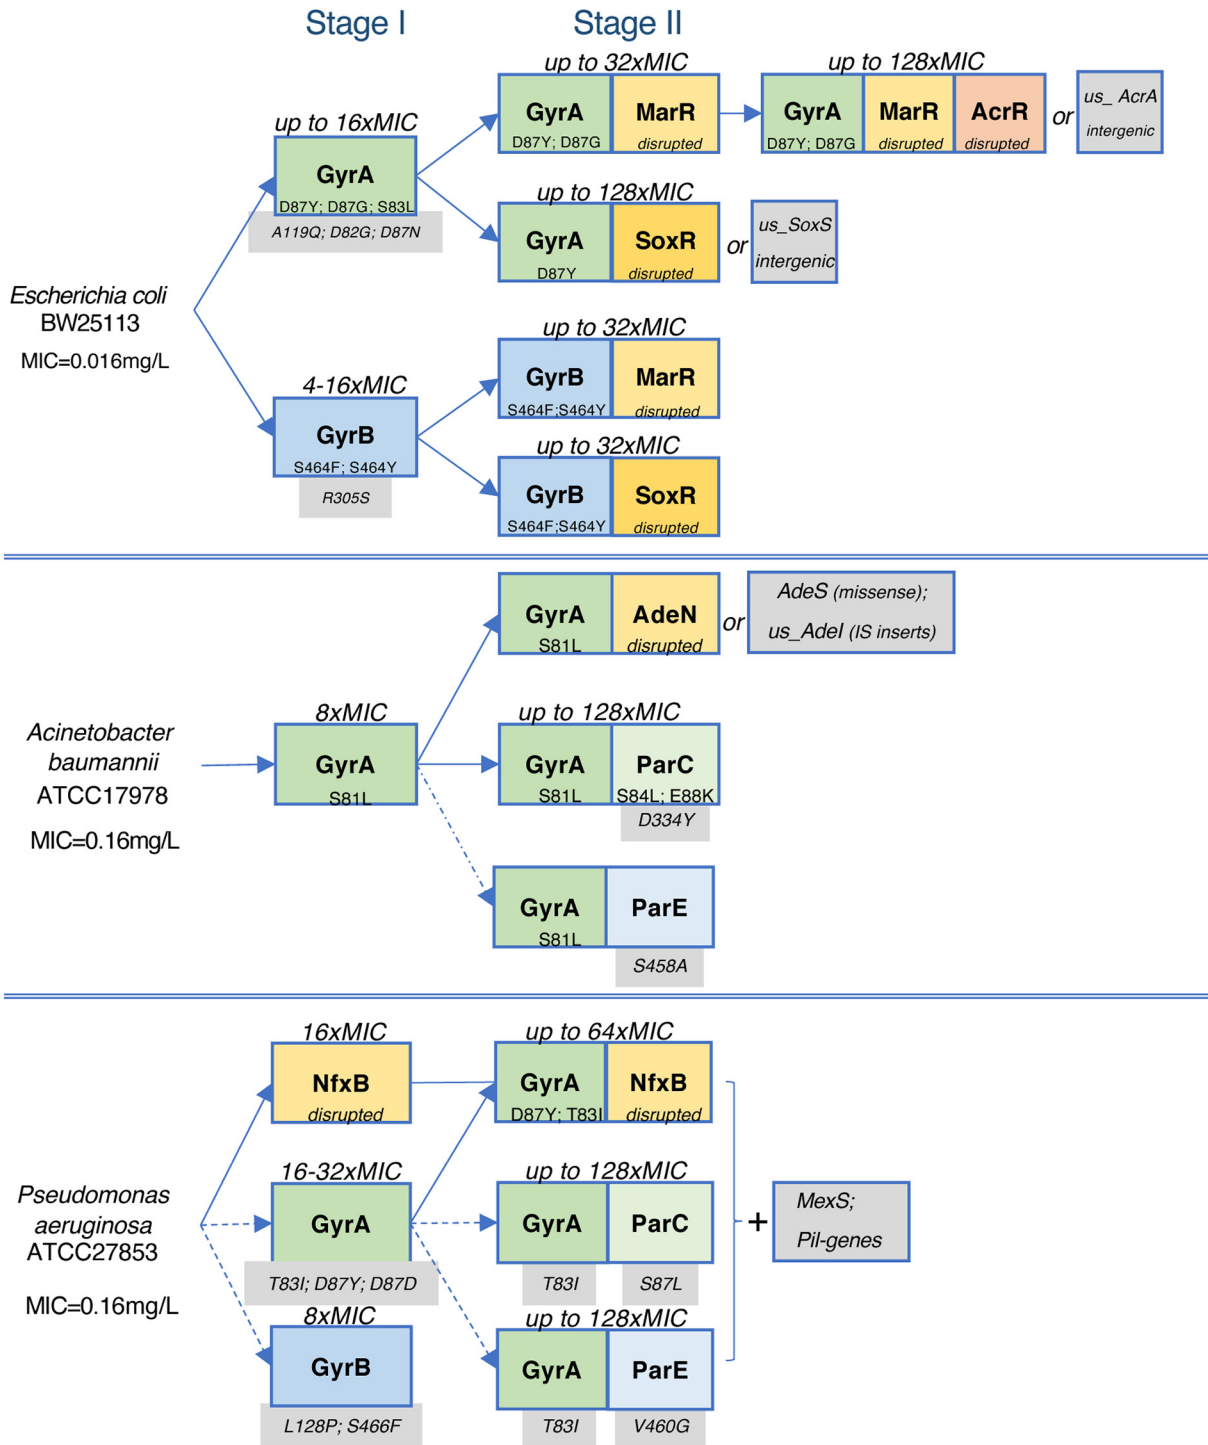 Stage I
Stage II
up to 32xMIC
up to 128xMIC
GyrA
MarR
GyrA
MarR
AcrR
or
us_ AcrA
intergenic
D87Y; D87G
disrupted
D87Y; D87G
disrupted
disrupted
up to 16xMIC
GyrA
D87Y; D87G; S83L
A119Q; D82G; D87N
up to 128xMIC
GyrA
SoxR
or
us_SoxS
intergenic
D87Y
disrupted
Escherichia coli
BW25113
MIC=0.016mg/L
up to 32xMIC
GyrB
MarR
S464F;S464Y
disrupted
4-16xMIC
GyrB
S464F; S464Y
R305S
up to 32xMIC
GyrB
SoxR
S464F;S464Y
disrupted
GyrA
AdeN
or
AdeS (missense);
us_AdeI (IS inserts)
S81L
disrupted
Acinetobacter
baumannii
ATCC17978
MIC=0.16mg/L
8xMIC
GyrA
S81L
up to 128xMIC
GyrA
ParC
S81L
S84L; E88K
D334Y
GyrA
ParE
S81L
S458A
16xMIC
NfxB
disrupted
up to 64xMIC
GyrA
NfxB
D87Y; T83I
disrupted
Pseudomonas
aeruginosa
ATCC27853
MIC=0.16mg/L
16-32xMIC
GyrA
T83I; D87Y; D87D
up to 128xMIC
GyrA
ParC
T83I
S87L
+
MexS;
Pil-genes
8xMIC
GyrB
L128P; S466F
up to 128xMIC
GyrA
ParE
T83I
V460G